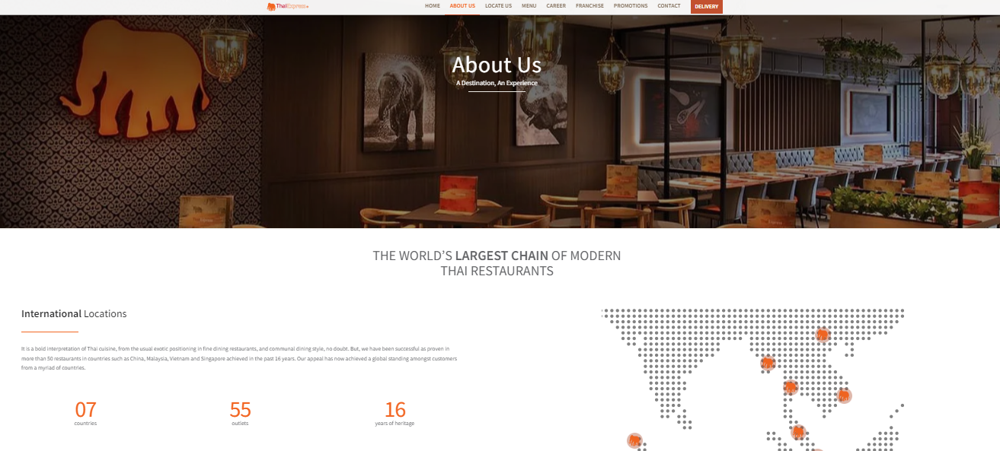 ThaiExpress
HOME
ABOUT US
LOCATE US
MENU
CAREER
FRANCHISE
PROMOTIONS
CONTACT
DELIVERY
About Us
A Destination, An Experience
THE WORLD’S LARGEST CHAIN OF MODERN
THAI RESTAURANTS
International Locations
It is a bold interpretation of Thai cuisine, from the usual exotic positioning in fine dining restaurants, and communal dining style, no doubt. But, we have been successful as proven in
more than 50 restaurants in countries such as China, Malaysia, Vietnam and Singapore achieved in the past 16 years. Our appeal has now achieved a global standing amongst customers
from a myriad of countries.
07
countries
55
outlets
16
years of heritage